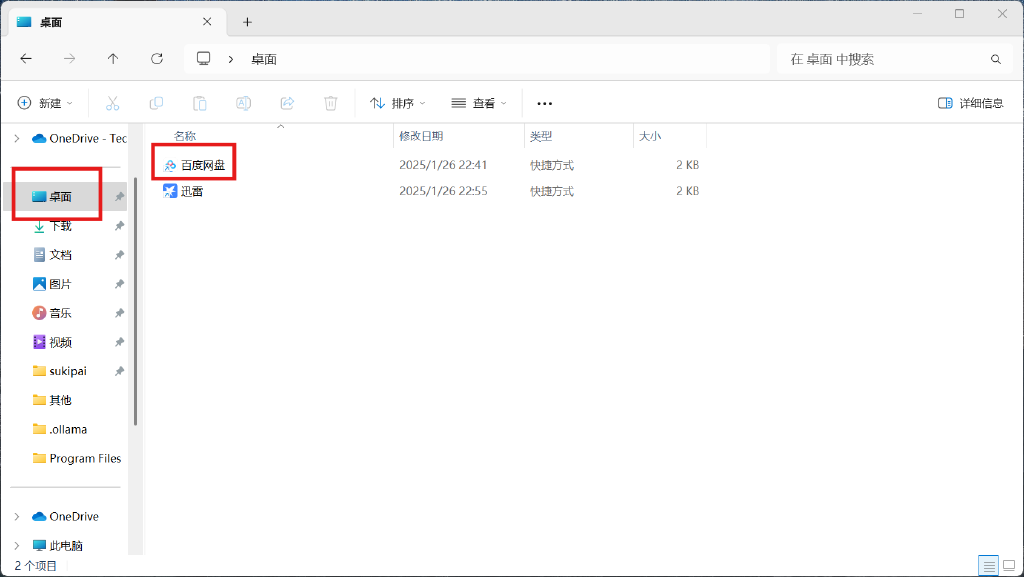 桌面
桌面
在 桌面 中搜索
新建
排序
查看
详细信息
名称
修改日期
类型
大小
OneDrive - Tec
百度网盘
2025/1/26 22:41
快捷方式
2 KB
迅雷
2025/1/26 22:55
快捷方式
2 KB
桌面
下载
文档
图片
音乐
视频
sukipai
其他
.ollama
Program Files
OneDrive
此电脑
2 个项目